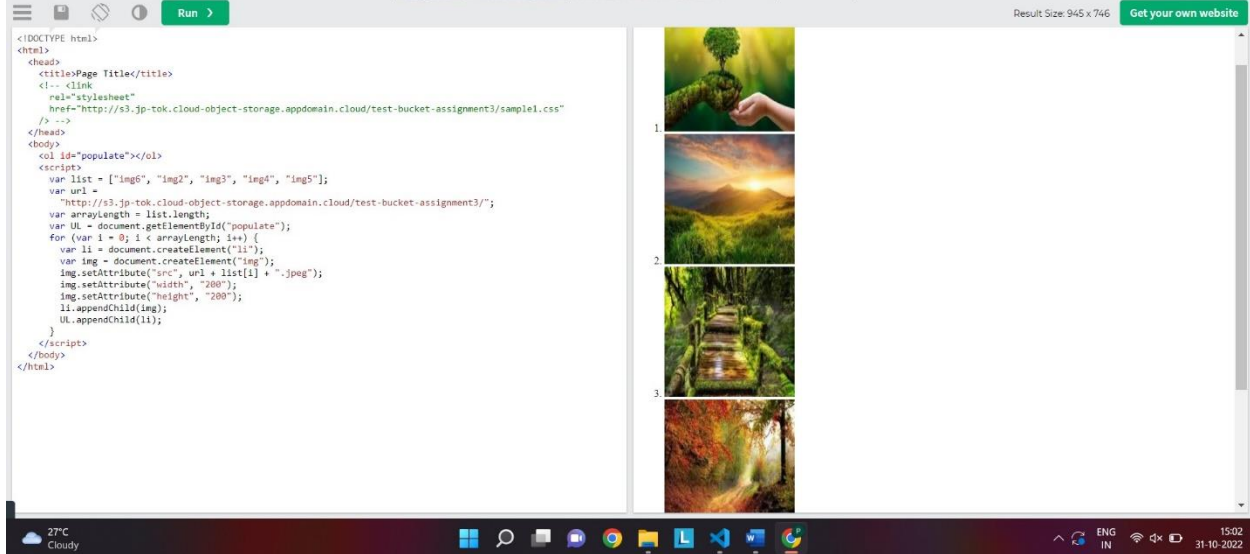 Run >
Result Size: 945 x 746
Get your own website
<!DOCTYPE html>
<html>
<head>
<title>Page Title</title>
<!-- <link
rel="stylesheet"
href="http://s3.jp-tok.cloud-object-storage.appdomain.cloud/test-bucket-assignment3/sample1.css"
/> -->
</head>
<body>
<ol id="populate"></ol>
<script>
var list = ["img6", "img2", "img3", "img4", "img5"];
var url =
"http://s3.jp-tok.cloud-object-storage.appdomain.cloud/test-bucket-assignment3/";
var arrayLength = list.length;
var UL = document.getElementById("populate");
for (var i = 0; i < arrayLength; i++) {
var li = document.createElement("li");
var img = document.createElement("img");
img.setAttribute("src", url + list[i] + ".jpeg");
img.setAttribute("width", "200");
img.setAttribute("height", "200");
li.appendChild(img);
UL.appendChild(li);
}
</script>
</body>
</html>
1.
2.
3.
27°C
Cloudy
L
W
P
ENG
IN
15:02
31-10-2022